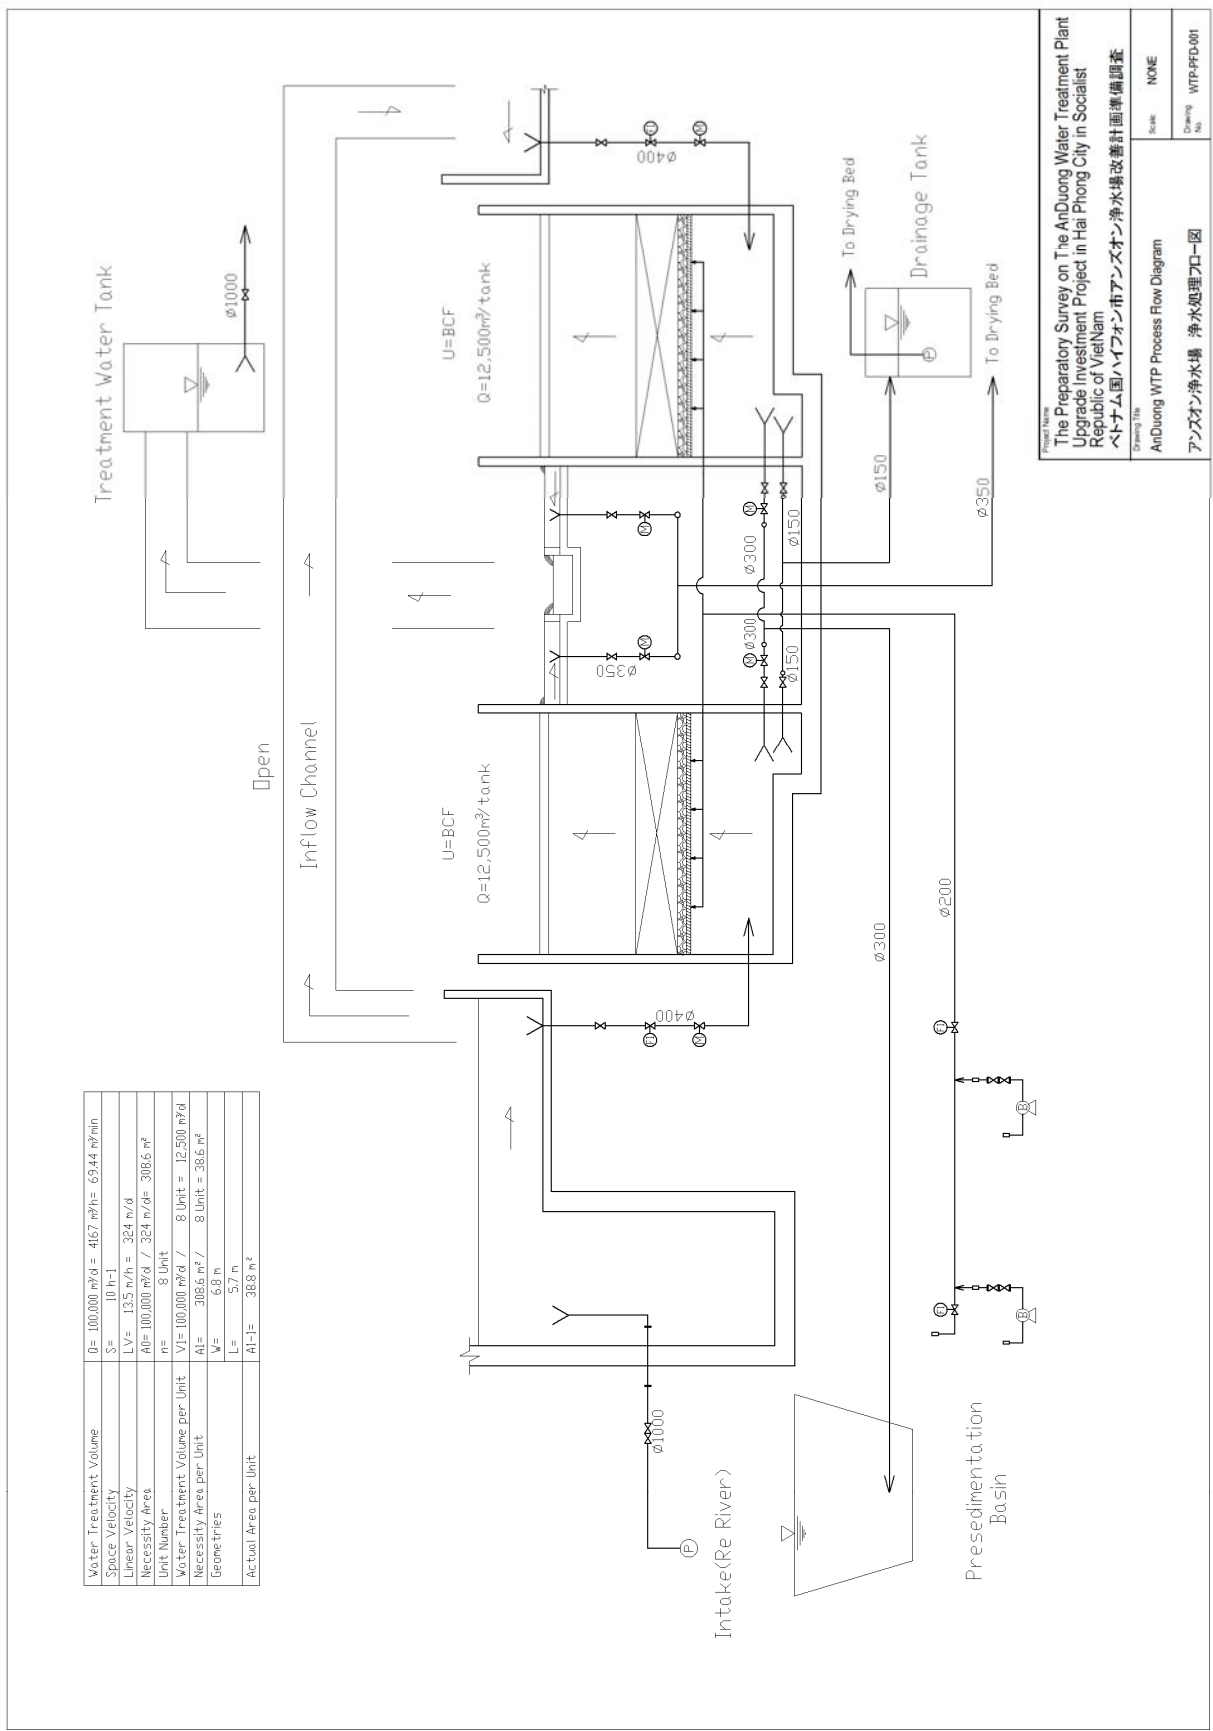 Water Treatment Volume Q= 100,000 m³/d = 4167 m³/h= 69.44 m³/min
Space Velocity S= 10 h-1
Linear Velocity LV= 13.5 m/h = 324 m/d
Necessity Area A0= 100,000 m³/d / 324 m/d= 308.6 m²
Unit Number n= 8 Unit
Water Treatment Volume per Unit V1= 100,000 m³/d / 8 Unit = 12,500 m³/d
Necessity Area per Unit A1= 308.6 m² / 8 Unit = 38.6 m²
Geometries W= 6.8 m
L= 5.7 m
Actual Area per Unit A1-1= 38.8 m²
Treatment Water Tank
ø1000
Open
Inflow Channel
U=BCF
Q=12,500m³/tank
U=BCF
Q=12,500m³/tank
ø400
FI
M
ø350
M
M
ø400
FI
M
M
ø300
ø150
M
ø300
ø150
Intake(Re River)
P
ø1000
Presedimentation
Basin
ø300
ø200
FI
FI
B
B
ø150
ø350
To Drying Bed
Drainage Tank
P
To Drying Bed
Project Name
The Preparatory Survey on The AnDuong Water Treatment Plant
Upgrade Investment Project in Hai Phong City in Socialist
Republic of VietNam
ベトナム国ハイフォン市アンズオン浄水場改善計画準備調査
Drawing Title
AnDuong WTP Process Flow Diagram
アンズオン浄水場 浄水処理フロー図
Scale NONE
Drawing No. WTP-PFD-001